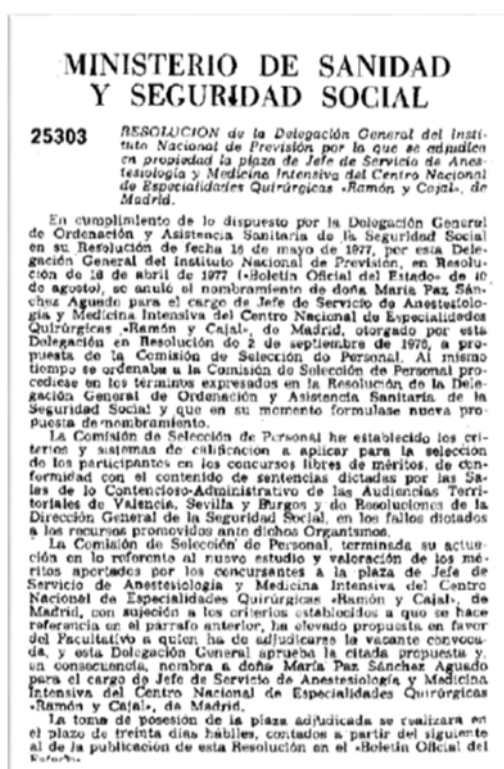 MINISTERIO DE SANIDAD
Y SEGURIDAD SOCIAL
25303
RESOLUCION de la Delegación General del Insti-
tuto Nacional de Previsión por la que se adjudica
en propiedad la plaza de Jefe de Servicio de Anes-
tesiología y Medicina Intensiva del Centro Nacional
de Especialidades Quirúrgicas «Ramón y Cajal», de
Madrid.
En cumplimiento de lo dispuesto por la Delegación General
de Ordenación y Asistencia Sanitaria de la Seguridad Social
en su Resolución de fecha 16 de mayo de 1977, por esta Dele-
gación General del Instituto Nacional de Previsión, en Resolu-
ción de 16 de abril de 1977 («Boletín Oficial del Estado» de 10
de agosto), se anuló el nombramiento de doña María Paz Sán-
chez Aguado para el cargo de Jefe de Servicio de Anestesiolo-
gía y Medicina Intensiva del Centro Nacional de Especialidades
Quirúrgicas «Ramón y Cajal», de Madrid, otorgado por esta
Delegación en Resolución de 2 de septiembre de 1976, a pro-
puesta de la Comisión de Selección de Personal. Al mismo
tiempo se ordenaba a la Comisión de Selección de Personal pro-
cediese en los términos expresados en la Resolución de la Dele-
gación General de Ordenación y Asistencia Sanitaria de la
Seguridad Social y que en su momento formulase nueva pro-
puesta de nombramiento.
La Comisión de Selección de Personal ha establecido los cri-
terios y sistemas de calificación a aplicar para la selección
de los participantes en los concursos libres de méritos, de con-
formidad con el contenido de sentencias dictadas por las Sa-
las de lo Contencioso-Administrativo de las Audiencias Terri-
toriales de Valencia, Sevilla y Burgos y de Resoluciones de la
Dirección General de la Seguridad Social, en los fallos dictados
a los recursos promovidos ante dichos Organismos.
La Comisión de Selección de Personal, terminada su actua-
ción en lo referente al nuevo estudio y valoración de los mé-
ritos aportados por los concursantes a la plaza de Jefe de
Servicio de Anestesiología y Medicina Intensiva del Centro
Nacional de Especialidades Quirúrgicas «Ramón y Cajal», de
Madrid, con sujeción a los criterios establecidos a que se hace
referencia en el párrafo anterior, ha elevado propuesta en favor
del Facultativo a quien ha de adjudicarse la vacante convoca-
da, y esta Delegación General aprueba la citada propuesta y,
en consecuencia, nombra a doña María Paz Sánchez Aguado
para el cargo de Jefe de Servicio de Anestesiología y Medicina
Intensiva del Centro Nacional de Especialidades Quirúrgicas
«Ramón y Cajal», de Madrid.
La toma de posesión de la plaza adjudicada se realizará en
el plazo de treinta días hábiles, contados a partir del siguiente
al de la publicación de esta Resolución en el «Boletín Oficial del